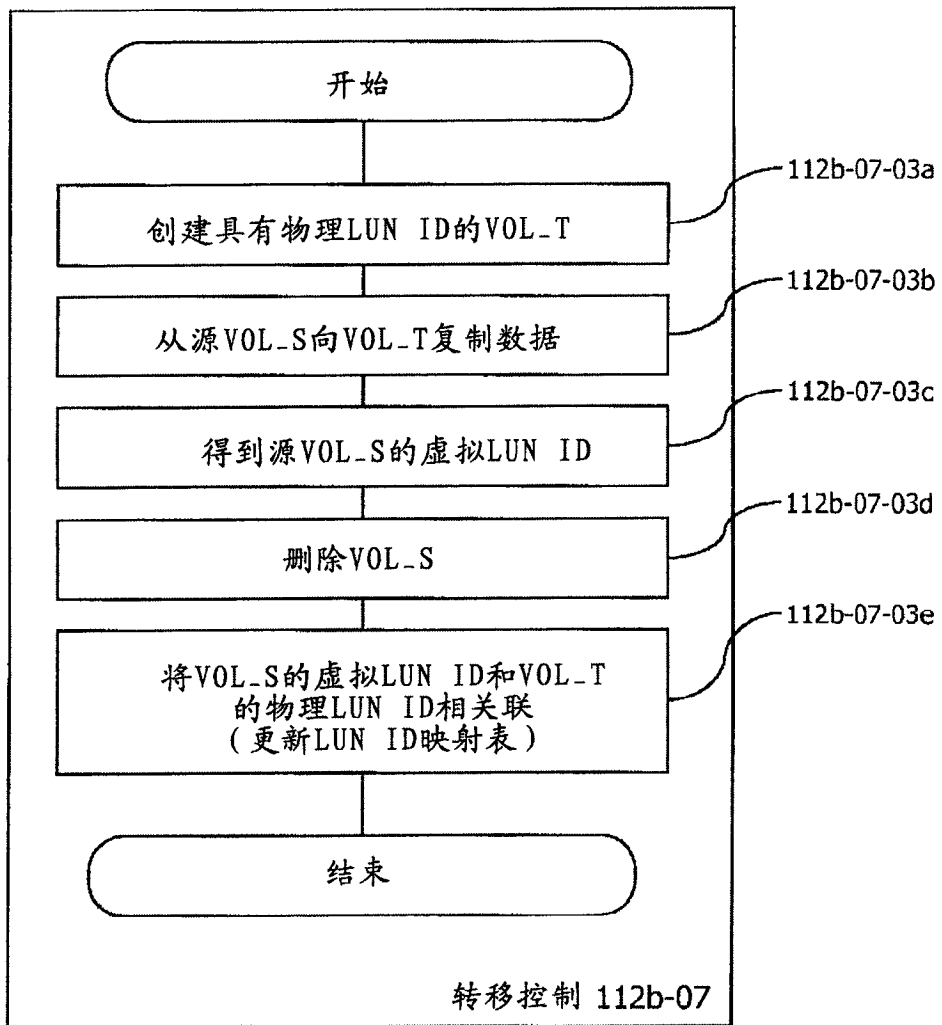 开始
112b-07-03a
创建具有物理LUN ID的VOL_T
112b-07-03b
从源VOL_S向VOL_T复制数据
112b-07-03c
得到源VOL_S的虚拟LUN ID
112b-07-03d
删除VOL_S
112b-07-03e
将VOL_S的虚拟LUN ID和VOL_T
的物理LUN ID相关联
(更新LUN ID映射表)
结束
转移控制 112b-07